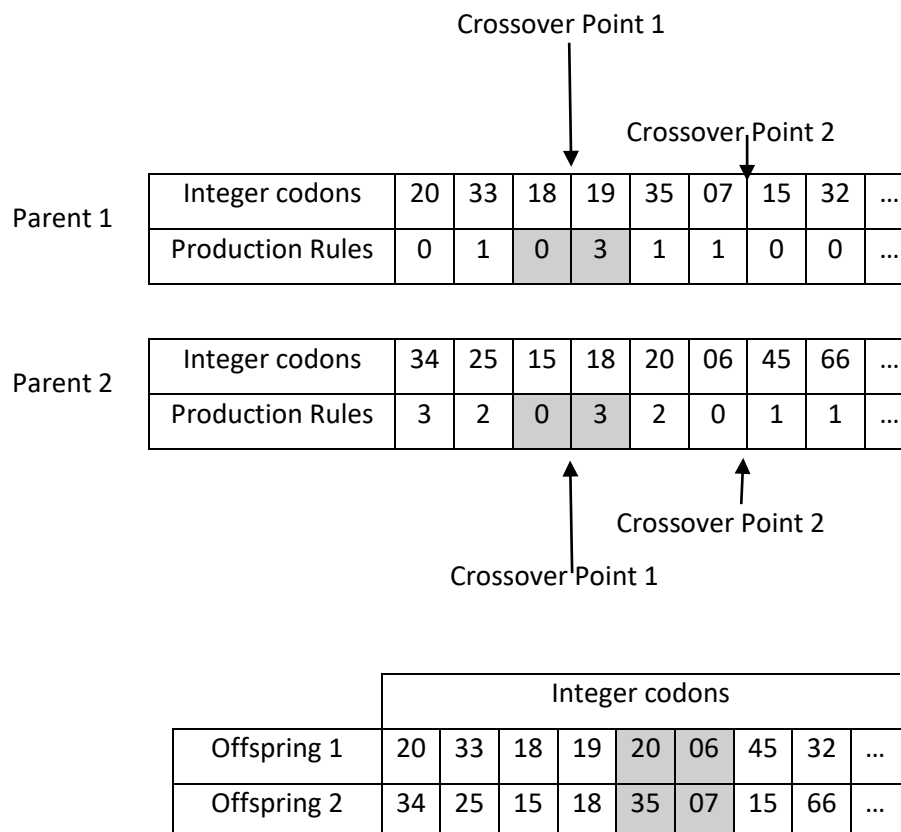 Crossover Point 1
Crossover Point 2
Parent 1
Integer codons 20 33 18 19 35 07 15 32 ...
Production Rules 0 1 0 3 1 1 0 0 ...
Parent 2
Integer codons 34 25 15 18 20 06 45 66 ...
Production Rules 3 2 0 3 2 0 1 1 ...
Crossover Point 2
Crossover Point 1
Integer codons
Offspring 1 20 33 18 19 20 06 45 32 ...
Offspring 2 34 25 15 18 35 07 15 66 ...